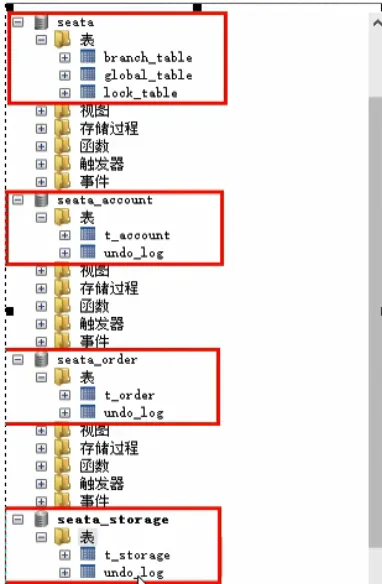 seata
表
branch_table
global_table
lock_table
视图
存储过程
函数
触发器
事件
seata_account
表
t_account
undo_log
视图
存储过程
函数
触发器
事件
seata_order
表
t_order
undo_log
视图
存储过程
函数
触发器
事件
seata_storage
表
t_storage
undo_log